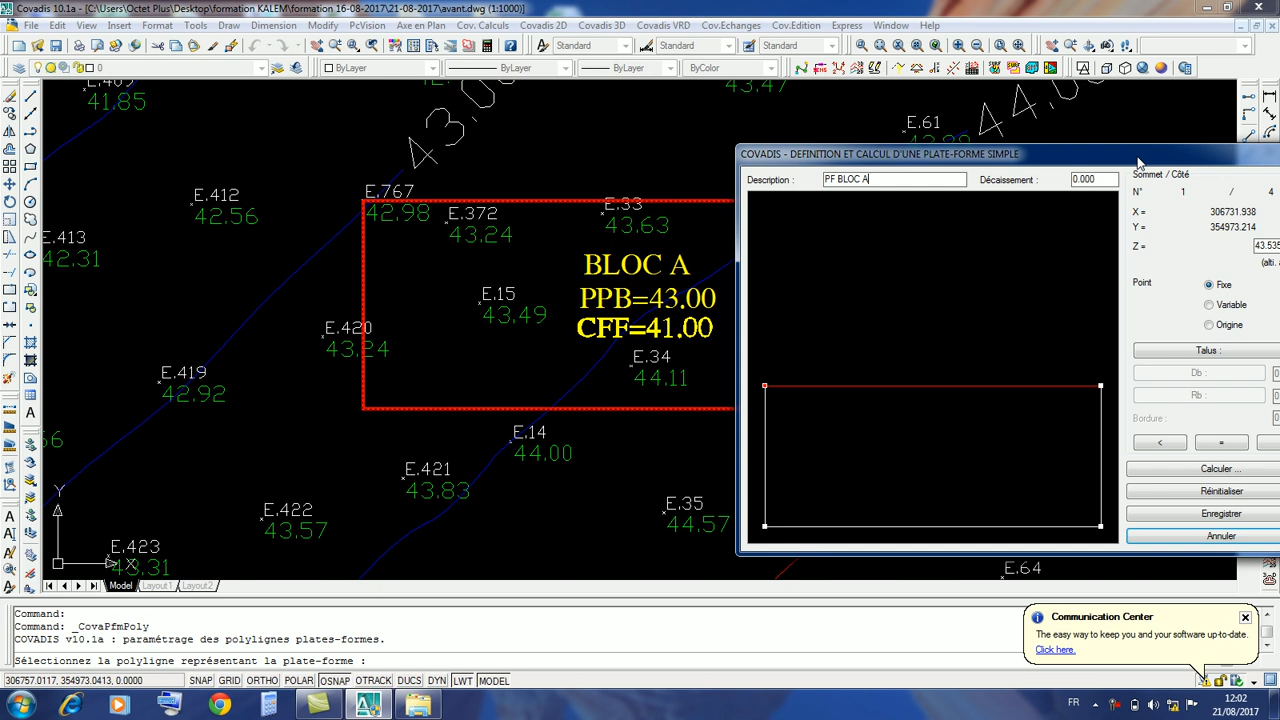 Covadis 10.1a - [C:\Users\Octet Plus\Desktop\formation KALEM\formation 16-08-2017\21-08-2017\avant.dwg (1:1000)]
File Edit View Insert Format Tools Draw Dimension Modify PcVision Axe en Plan Cov. Calculs Covadis 2D Covadis 3D Covadis VRD Cov.Echanges Cov.Edition Express Window Help
Standard Standard Standard
0 ByLayer ByLayer ByLayer ByColor
41.85
43.47
E.61
E.412
42.56
E.767
42.98
E.372
43.24
E.33
43.63
E.413
42.31
BLOC A
E.15
43.49
PPB=43.00
CFF=41.00
E.420
43.24
E.34
44.11
E.419
42.92
E.14
44.00
E.421
43.83
E.35
44.57
E.422
43.57
E.423
43.31
E.64
Y
X
COVADIS - DEFINITION ET CALCUL D'UNE PLATE-FORME SIMPLE
Description : PF BLOC A Décaissement : 0.000
Sommet / Côté
N° 1 / 4
X = 306731.938
Y = 354973.214
Z = 43.535
(alti.
Point Fixe
Variable
Origine
Talus :
Db :
Rb :
Bordure :
< =
Calculer ...
Réinitialiser
Enregistrer
Annuler
Model Layout1 Layout2
Command:
Command: _CovaPfmPoly
COVADIS v10.1a : paramétrage des polylignes plates-formes.
Sélectionnez la polyligne représentant la plate-forme :
Communication Center
The easy way to keep you and your software up-to-date.
Click here.
306757.0117, 354973.0413, 0.0000 SNAP GRID ORTHO POLAR OSNAP OTRACK DUCS DYN LWT MODEL
FR 12:02
21/08/2017